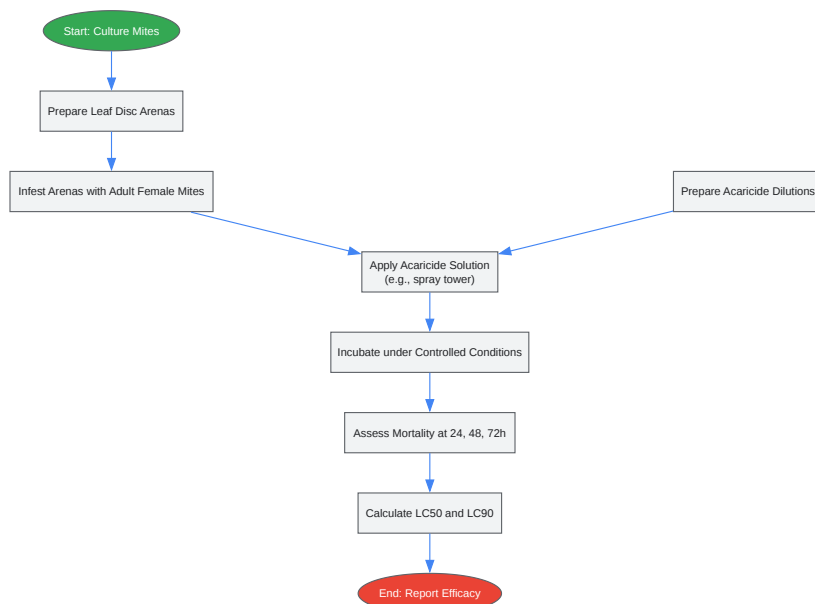 Start: Culture Mites
Prepare Leaf Disc Arenas
Infest Arenas with Adult Female Mites
Prepare Acaricide Dilutions
Apply Acaricide Solution
(e.g., spray tower)
Incubate under Controlled Conditions
Assess Mortality at 24, 48, 72h
Calculate LC50 and LC90
End: Report Efficacy